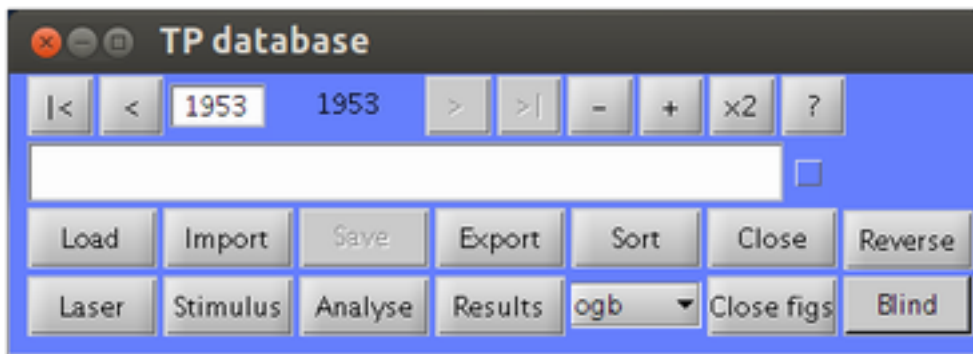 TP database
|< < 1953 1953 > >| - + x2 ?
Load Import Save Export Sort Close Reverse
Laser Stimulus Analyse Results ogb Close figs Blind